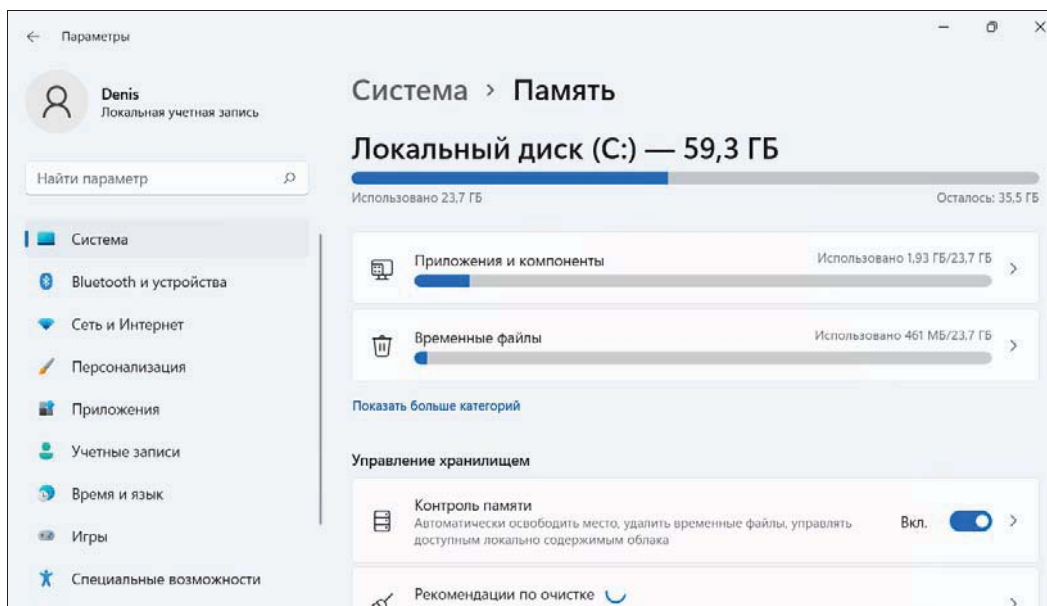 Параметры
Denis
Локальная учетная запись
Найти параметр
Система
Bluetooth и устройства
Сеть и Интернет
Персонализация
Приложения
Учетные записи
Время и язык
Игры
Специальные возможности
Система > Память
Локальный диск (C:) — 59,3 ГБ
Использовано 23,7 ГБ Осталось: 35,5 ГБ
Приложения и компоненты Использовано 1,93 ГБ/23,7 ГБ
Временные файлы Использовано 461 МБ/23,7 ГБ
Показать больше категорий
Управление хранилищем
Контроль памяти
Автоматически освободить место, удалить временные файлы, управлять
доступным локально содержимым облака
Вкл.
Рекомендации по очистке